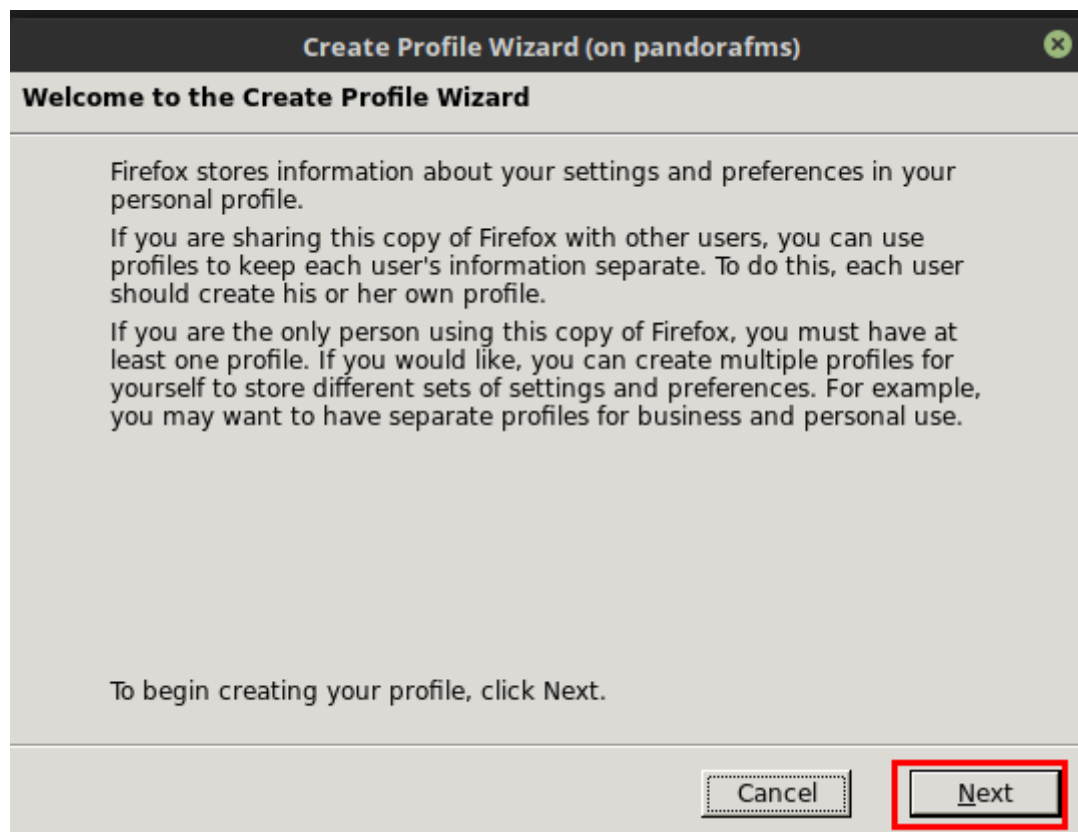 Create Profile Wizard (on pandorafms)
Welcome to the Create Profile Wizard
Firefox stores information about your settings and preferences in your
personal profile.
If you are sharing this copy of Firefox with other users, you can use
profiles to keep each user's information separate. To do this, each user
should create his or her own profile.
If you are the only person using this copy of Firefox, you must have at
least one profile. If you would like, you can create multiple profiles for
yourself to store different sets of settings and preferences. For example,
you may want to have separate profiles for business and personal use.
To begin creating your profile, click Next.
Cancel
Next